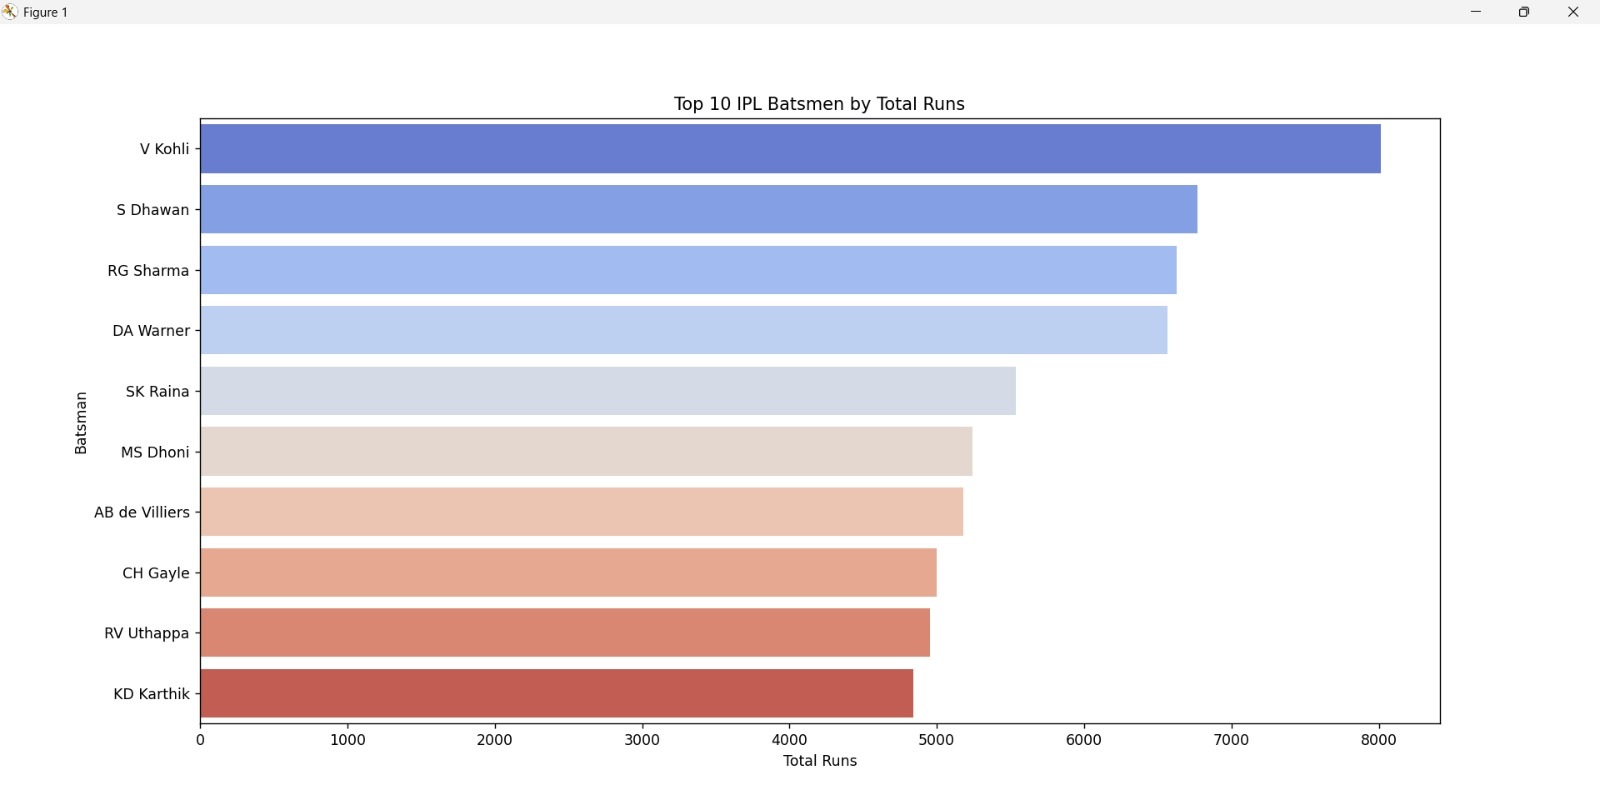 Figure 1
Top 10 IPL Batsmen by Total Runs
V Kohli
S Dhawan
RG Sharma
DA Warner
SK Raina
MS Dhoni
AB de Villiers
CH Gayle
RV Uthappa
KD Karthik
Batsman
0 1000 2000 3000 4000 5000 6000 7000 8000
Total Runs